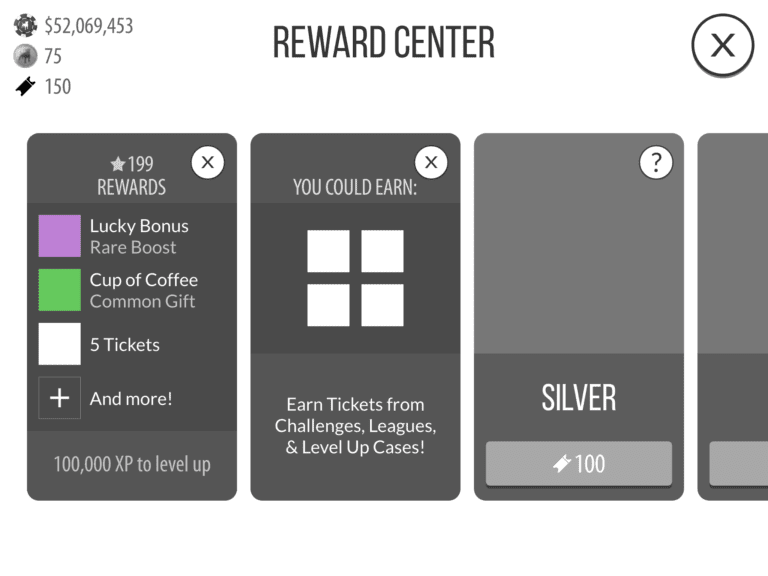 $52,069,453
75
150
REWARD CENTER
X
★199
REWARDS
X
Lucky Bonus
Rare Boost
Cup of Coffee
Common Gift
5 Tickets
+ And more!
100,000 XP to level up
YOU COULD EARN:
X
Earn Tickets from
Challenges, Leagues,
& Level Up Cases!
?
SILVER
100